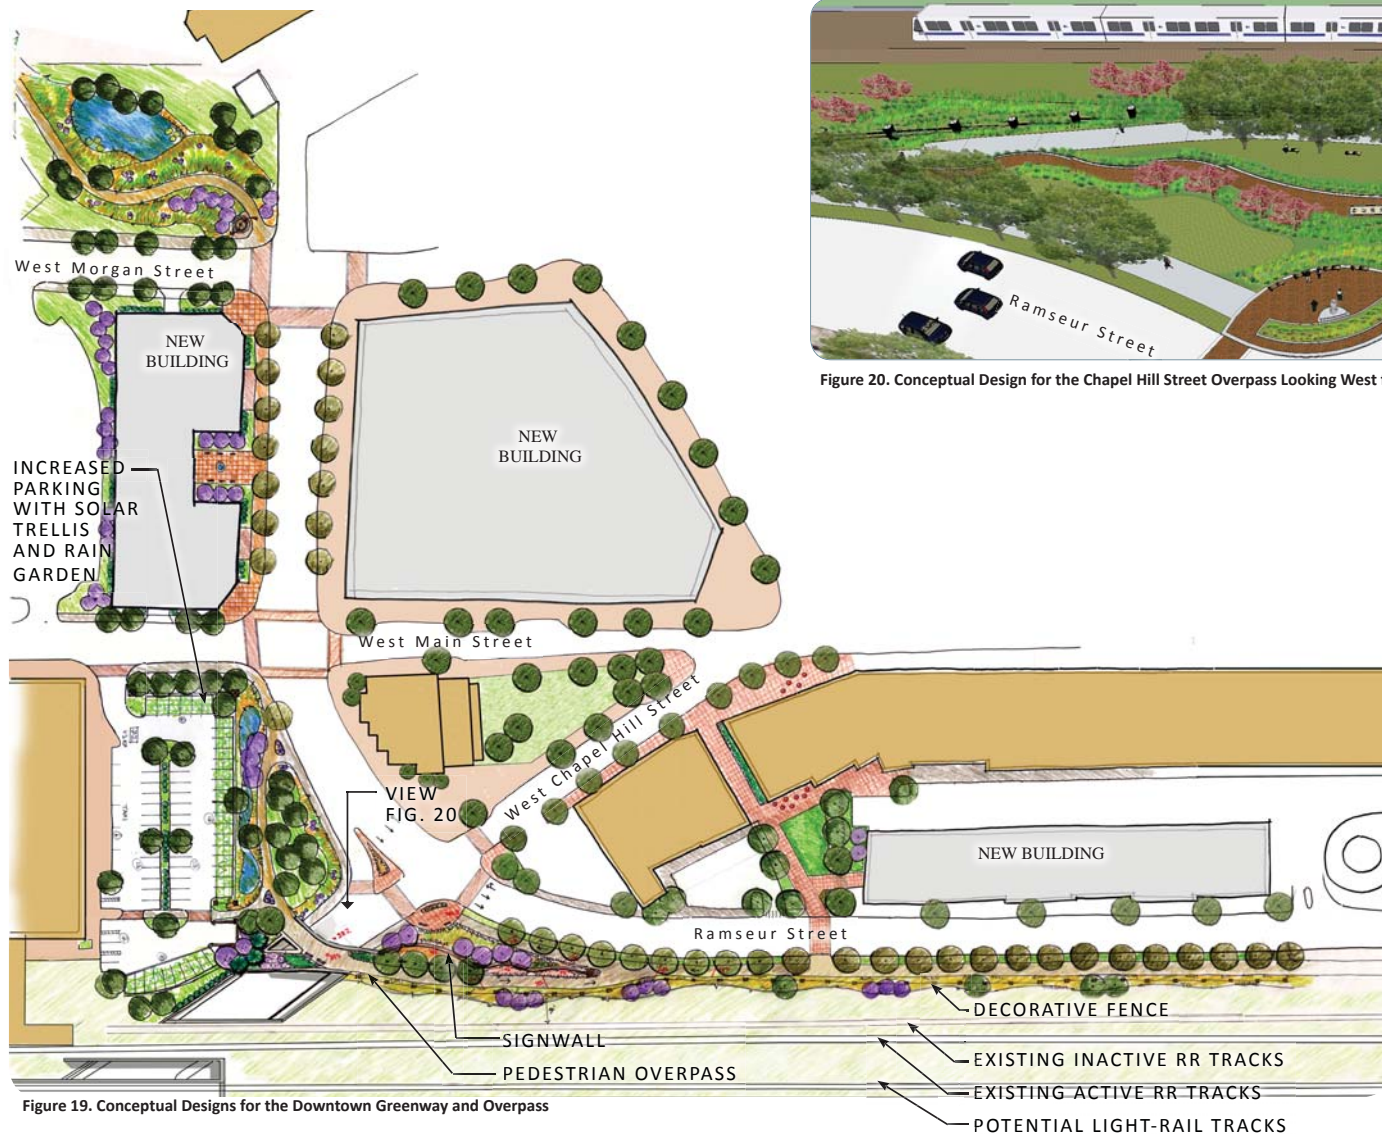 West Morgan Street
NEW
BUILDING
INCREASED
PARKING
WITH SOLAR
TRELLIS
AND RAIN
GARDEN
NEW
BUILDING
West Main Street
West Chapel Hill Street
VIEW
FIG. 20
NEW BUILDING
Ramseur Street
DECORATIVE FENCE
SIGNWALL
PEDESTRIAN OVERPASS
EXISTING INACTIVE RR TRACKS
EXISTING ACTIVE RR TRACKS
POTENTIAL LIGHT-RAIL TRACKS
Figure 19. Conceptual Designs for the Downtown Greenway and Overpass
Ramseur Street
Figure 20. Conceptual Design for the Chapel Hill Street Overpass Looking West